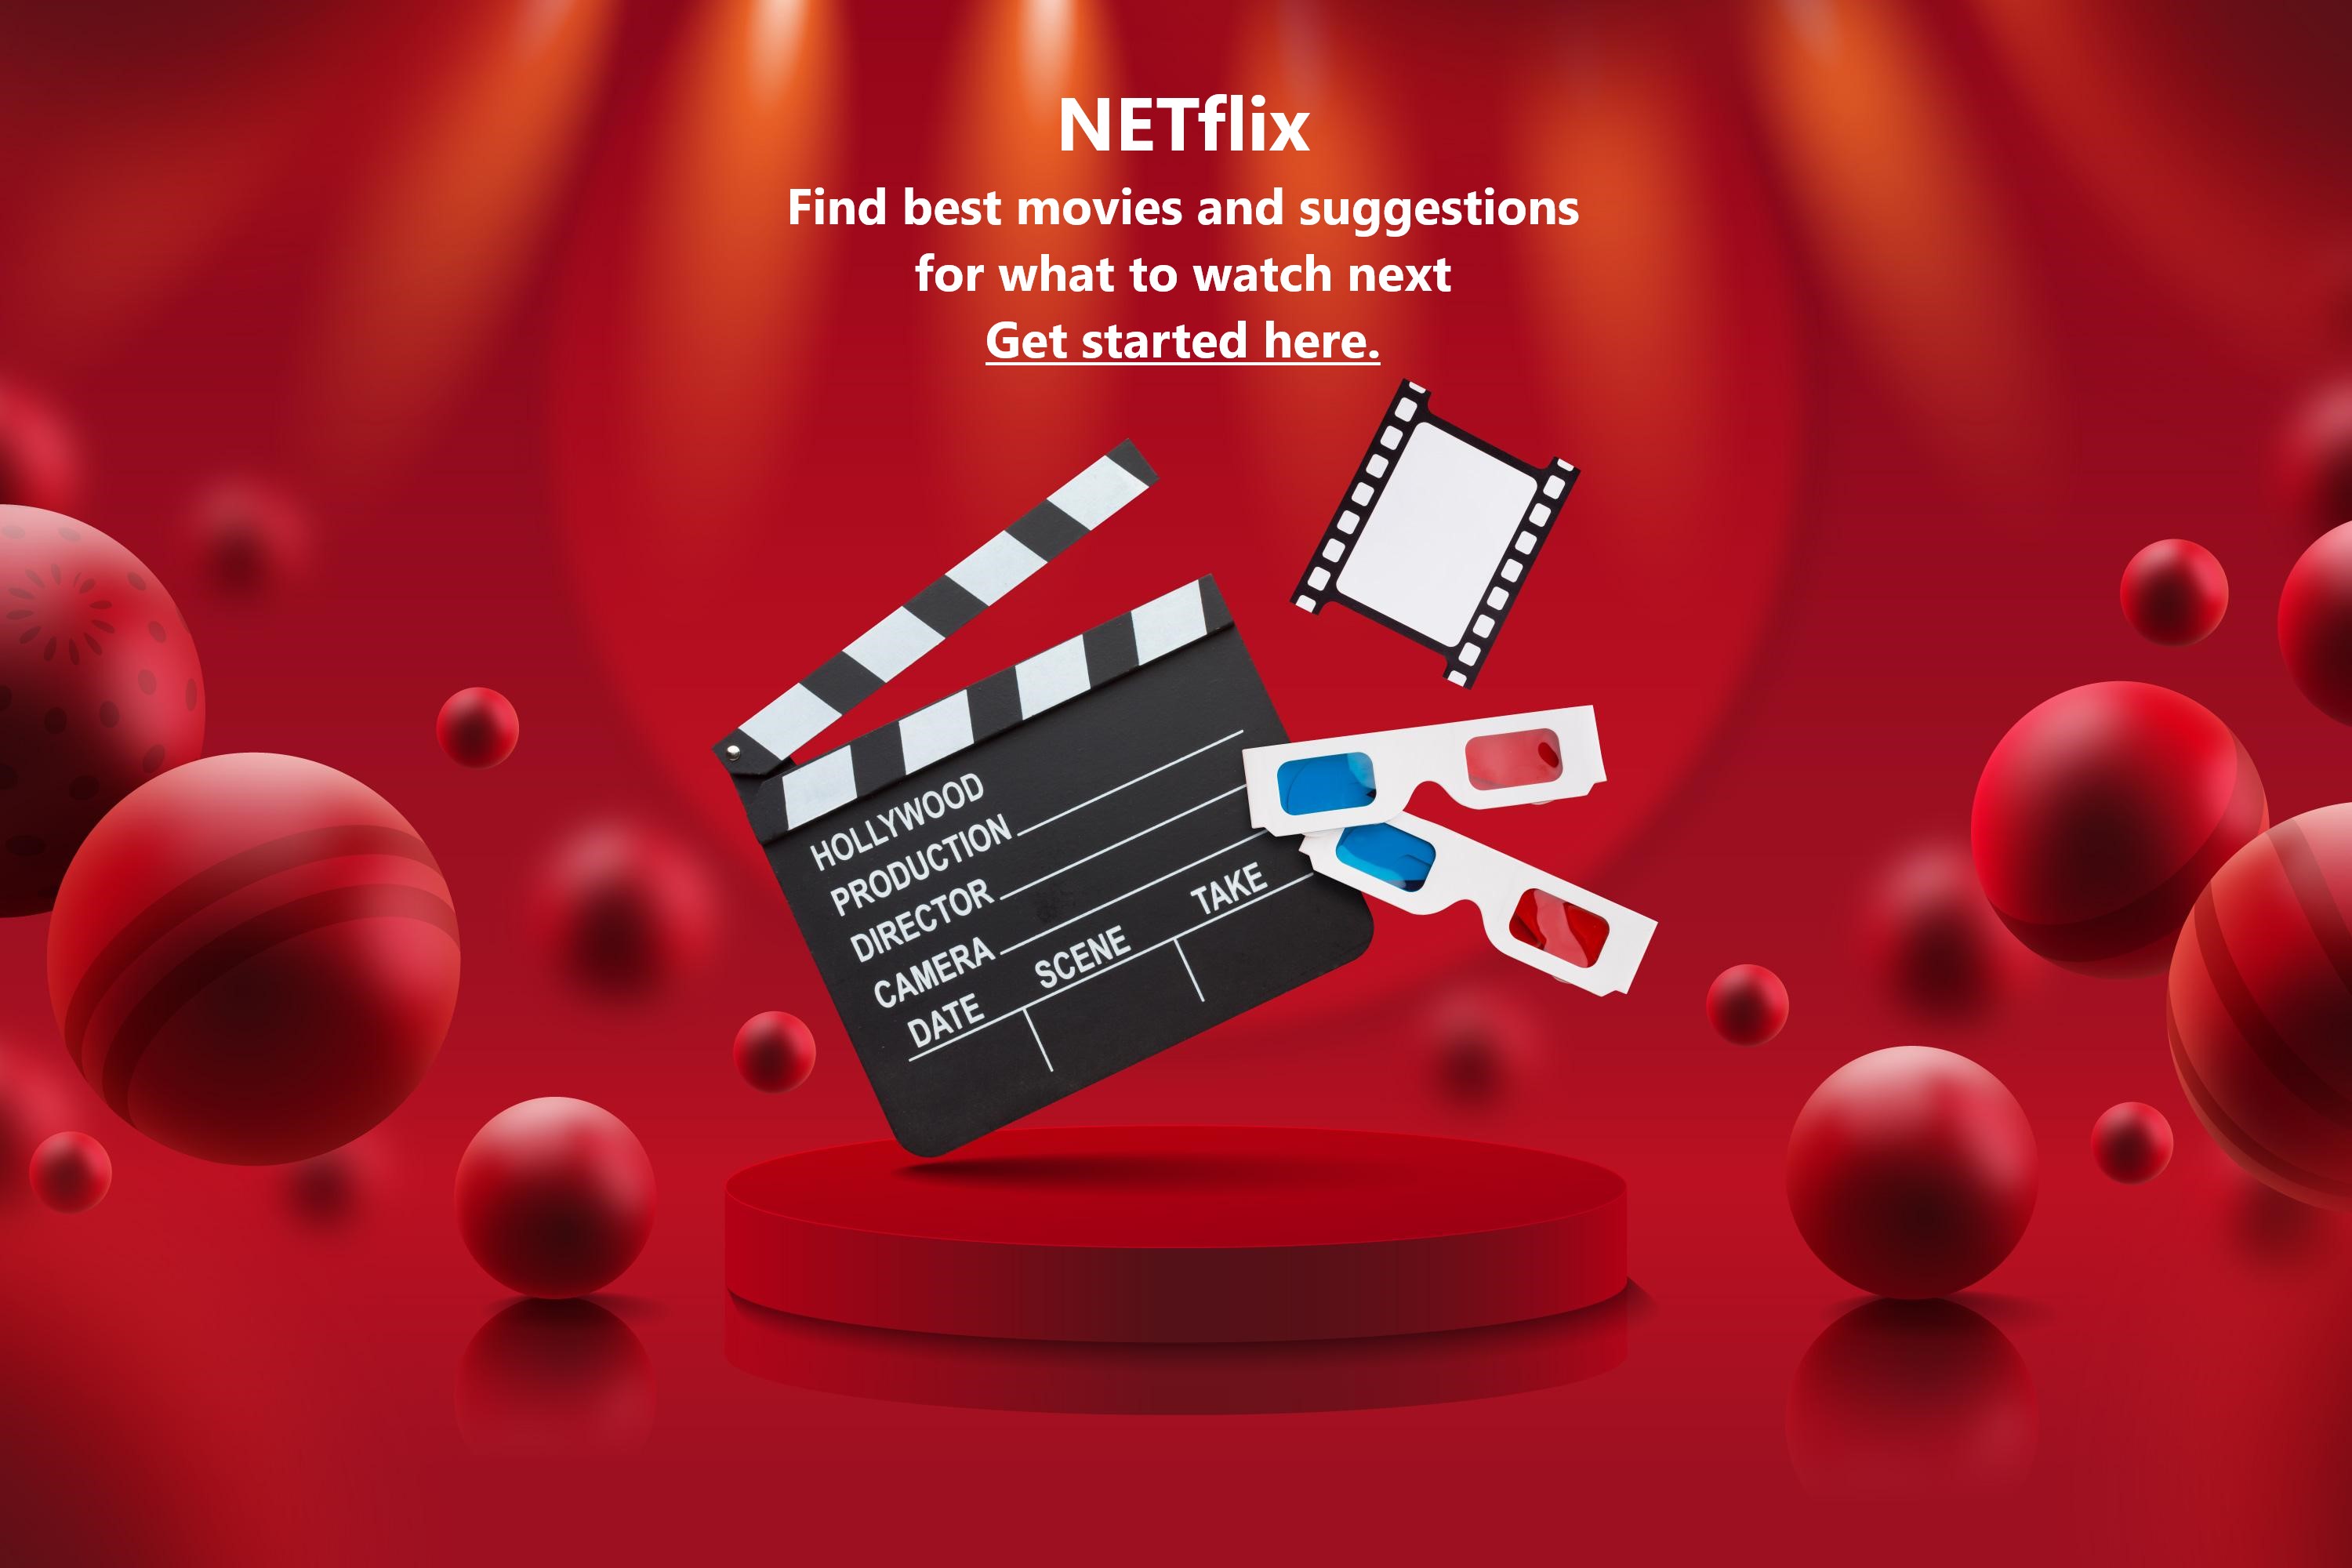 NETflix
Find best movies and suggestions
for what to watch next
Get started here.
HOLLYWOOD
PRODUCTION
DIRECTOR
CAMERA
DATE SCENE TAKE